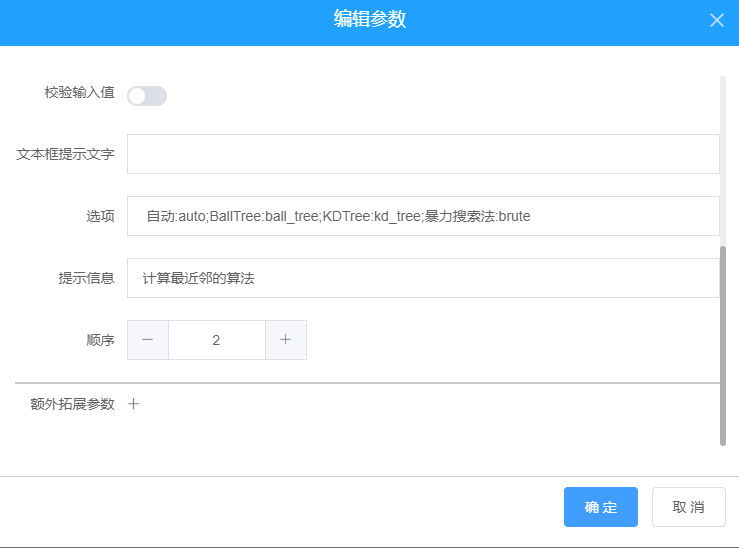 编辑参数
校验输入值
文本框提示文字
选项 自动:auto;BallTree:ball_tree;KDTree:kd_tree;暴力搜索法:brute
提示信息 计算最近邻的算法
顺序 2
额外拓展参数
确 定 取 消